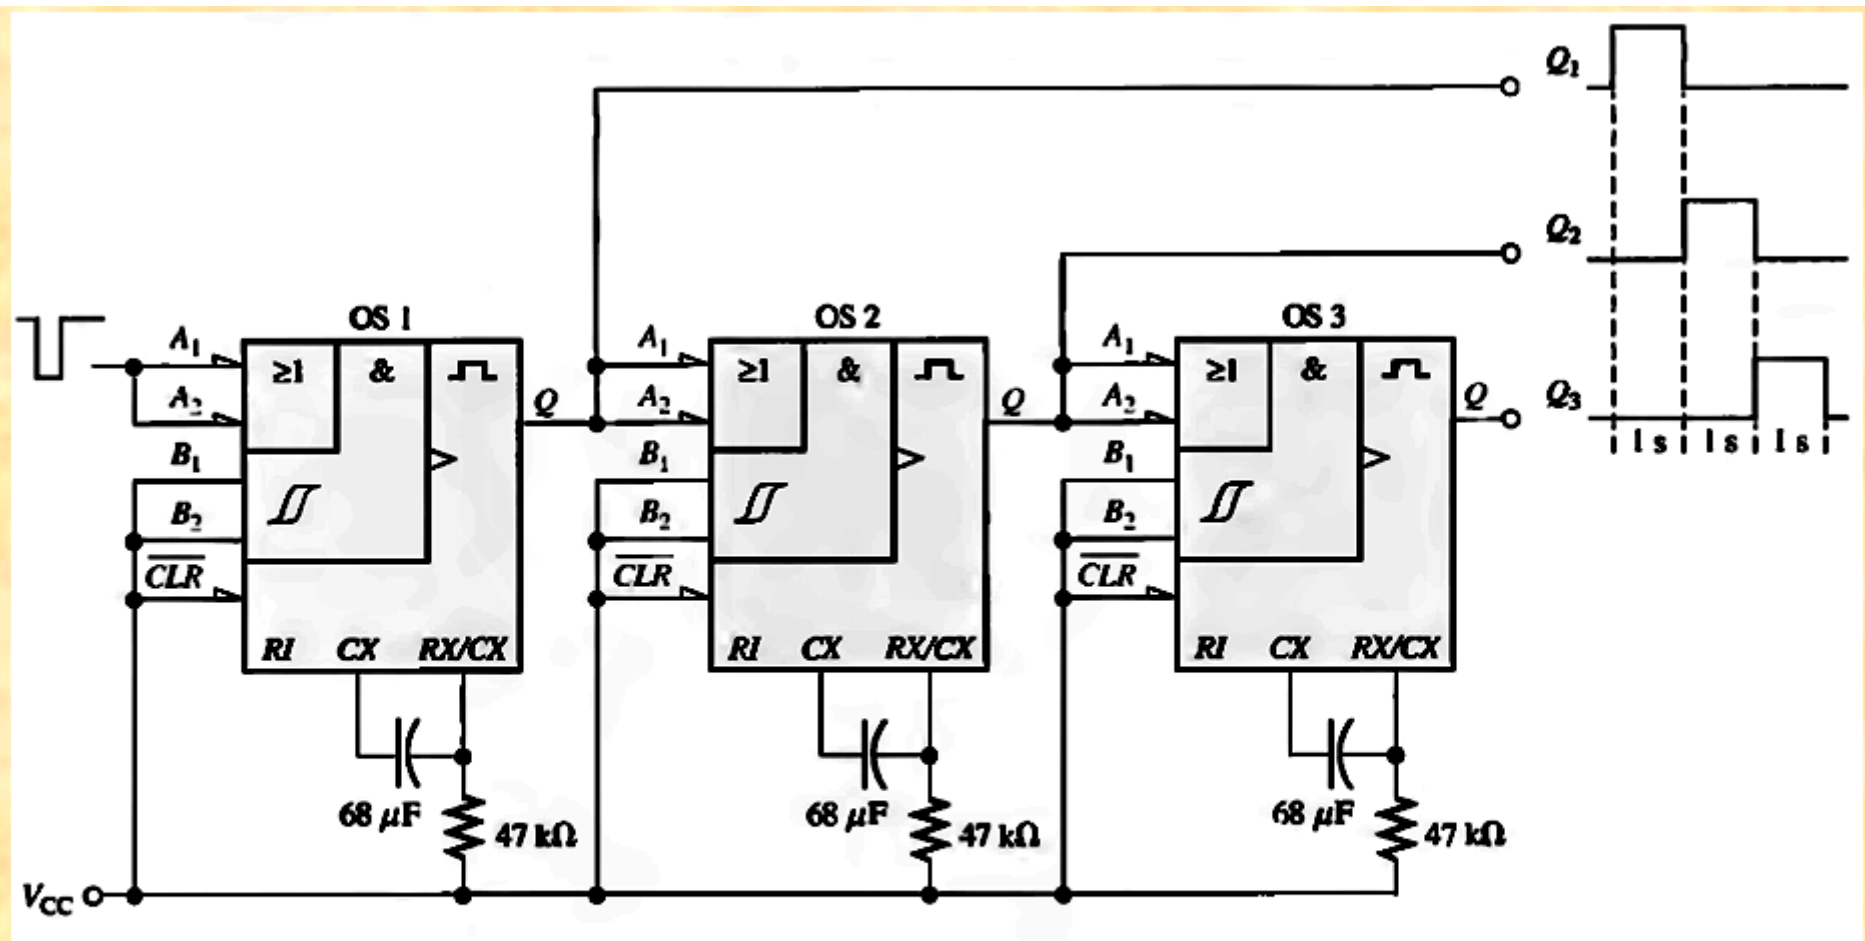 Q1
Q2
OS 1
OS 2
OS 3
A1
≥1
&
A2
Q
B1
B2
CLR
RI CX RX/CX
68 μF
47 kΩ
A1
≥1
&
A2
Q
B1
B2
CLR
RI CX RX/CX
68 μF
47 kΩ
A1
≥1
&
A2
Q
B1
B2
CLR
RI CX RX/CX
68 μF
47 kΩ
Q3
1 s 1 s 1 s
VCC